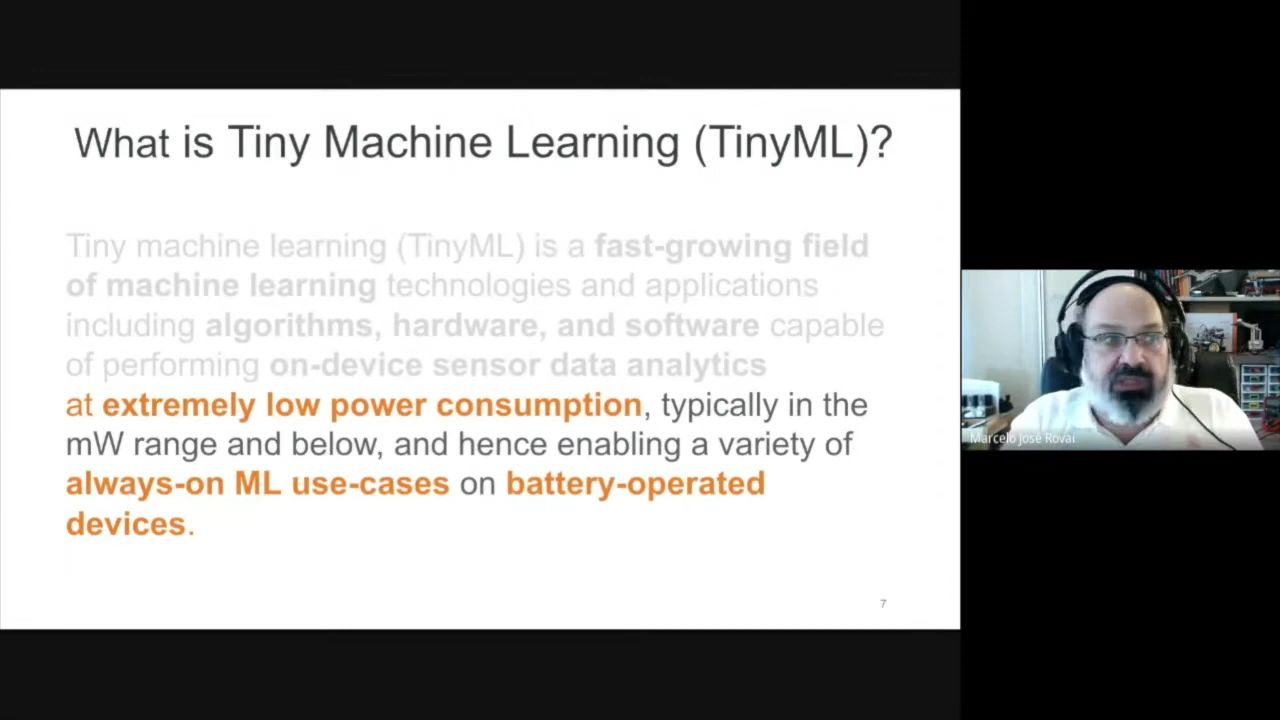 What is Tiny Machine Learning (TinyML)?
Tiny machine learning (TinyML) is a fast-growing field
of machine learning technologies and applications
including algorithms, hardware, and software capable
of performing on-device sensor data analytics
at extremely low power consumption, typically in the
mW range and below, and hence enabling a variety of
always-on ML use-cases on battery-operated
devices.
7
Marcelo José Rovai